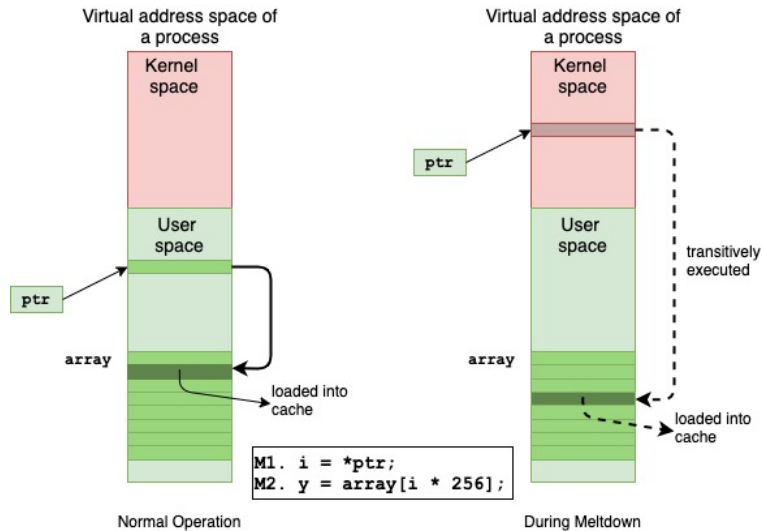 Virtual address space of
a process
Kernel
space
User
space
ptr
array
loaded into
cache
Normal Operation
Virtual address space of
a process
Kernel
space
ptr
User
space
transitively
executed
array
loaded into
cache
During Meltdown
M1. i = *ptr;
M2. y = array[i * 256];